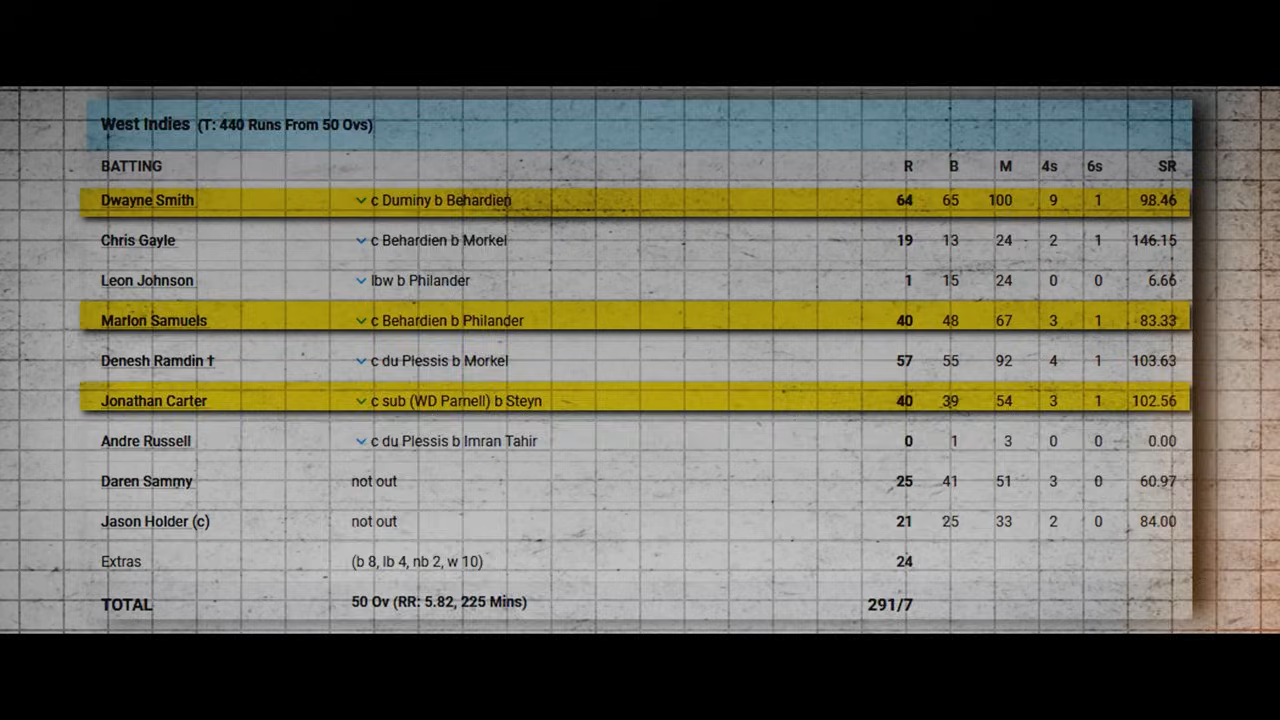 West Indies (T: 440 Runs From 50 Ovs)
BATTING R B M 4s 6s SR
Dwayne Smith c Duminy b Behardien 64 65 100 9 1 98.46
Chris Gayle c Behardien b Morkel 19 13 24 2 1 146.15
Leon Johnson lbw b Philander 1 15 24 0 0 6.66
Marlon Samuels c Behardien b Philander 40 48 67 3 1 83.33
Denesh Ramdin † c du Plessis b Morkel 57 55 92 4 1 103.63
Jonathan Carter c sub (WD Parnell) b Steyn 40 39 54 3 1 102.56
Andre Russell c du Plessis b Imran Tahir 0 1 3 0 0 0.00
Daren Sammy not out 25 41 51 3 0 60.97
Jason Holder (c) not out 21 25 33 2 0 84.00
Extras (b 8, lb 4, nb 2, w 10) 24
TOTAL 50 Ov (RR: 5.82, 225 Mins) 291/7